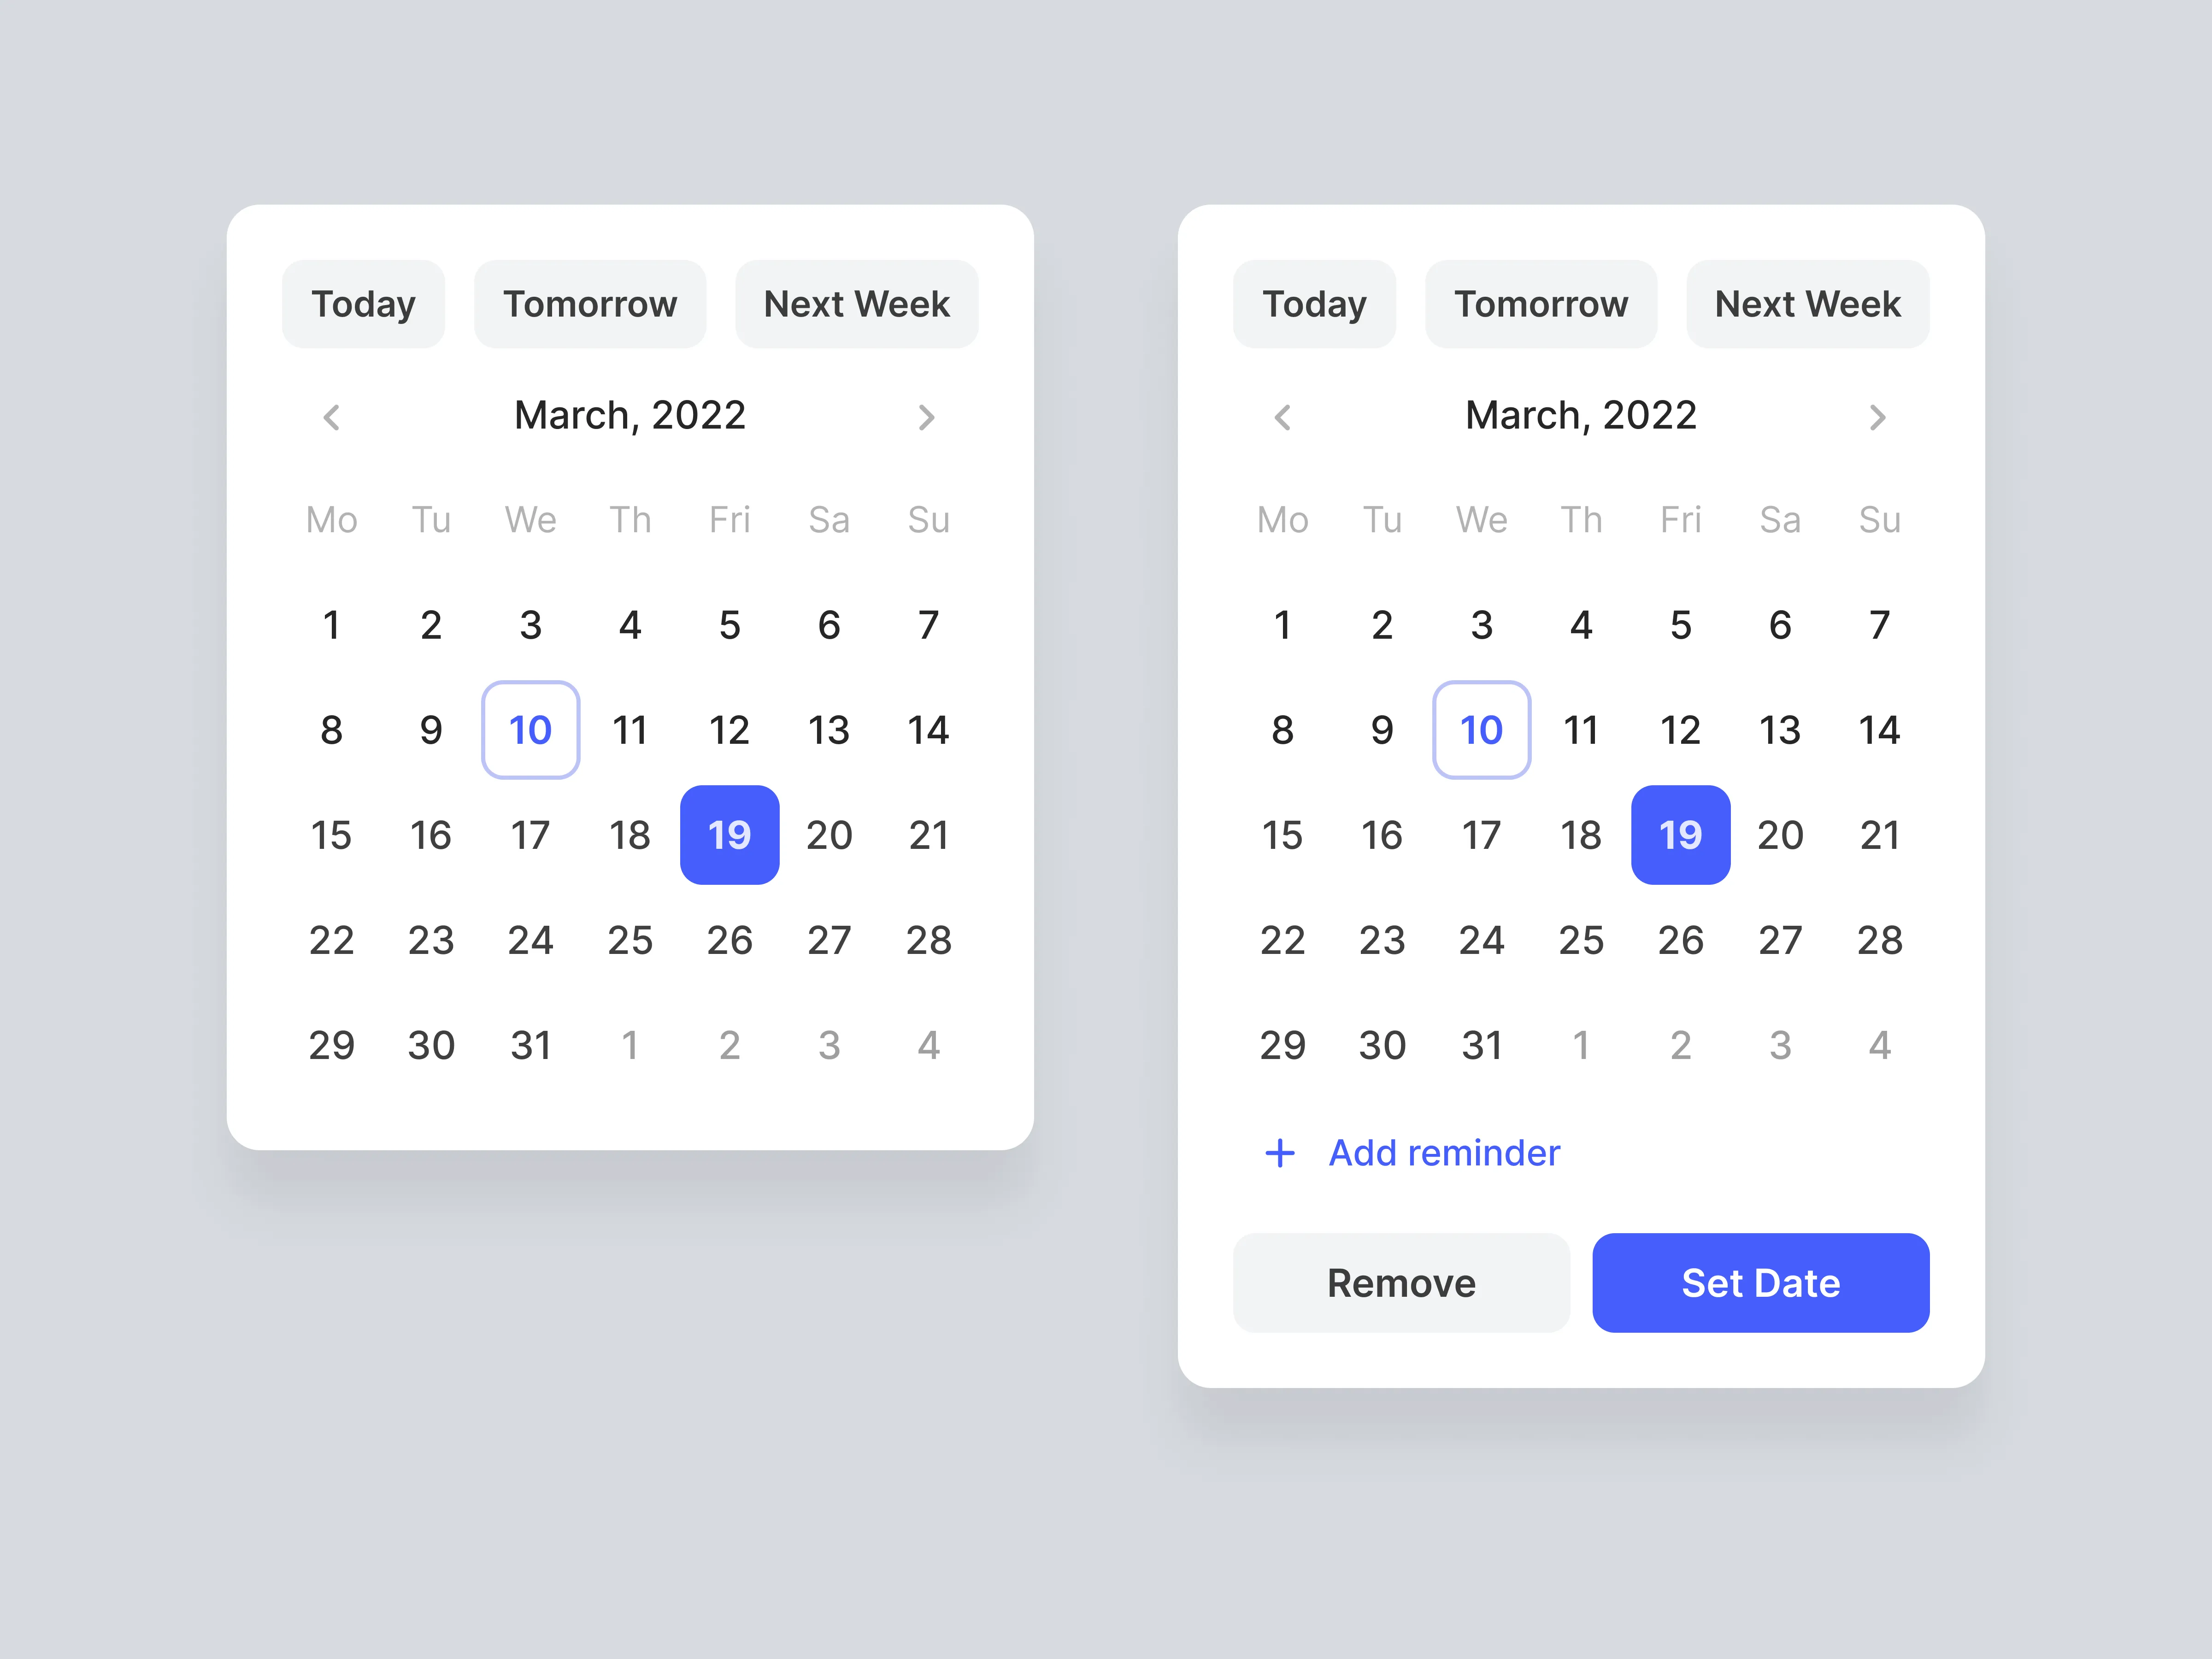 Today Tomorrow Next Week
March, 2022
Mo Tu We Th Fri Sa Su
1 2 3 4 5 6 7
8 9 10 11 12 13 14
15 16 17 18 19 20 21
22 23 24 25 26 27 28
29 30 31 1 2 3 4
Today Tomorrow Next Week
March, 2022
Mo Tu We Th Fri Sa Su
1 2 3 4 5 6 7
8 9 10 11 12 13 14
15 16 17 18 19 20 21
22 23 24 25 26 27 28
29 30 31 1 2 3 4
Add reminder
Remove Set Date